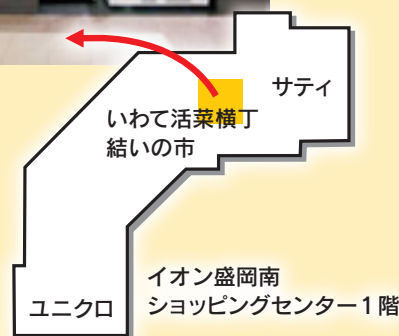 サティ
いわて活菜横丁
結いの市
イオン盛岡南
ショッピングセンター1階
ユニクロ